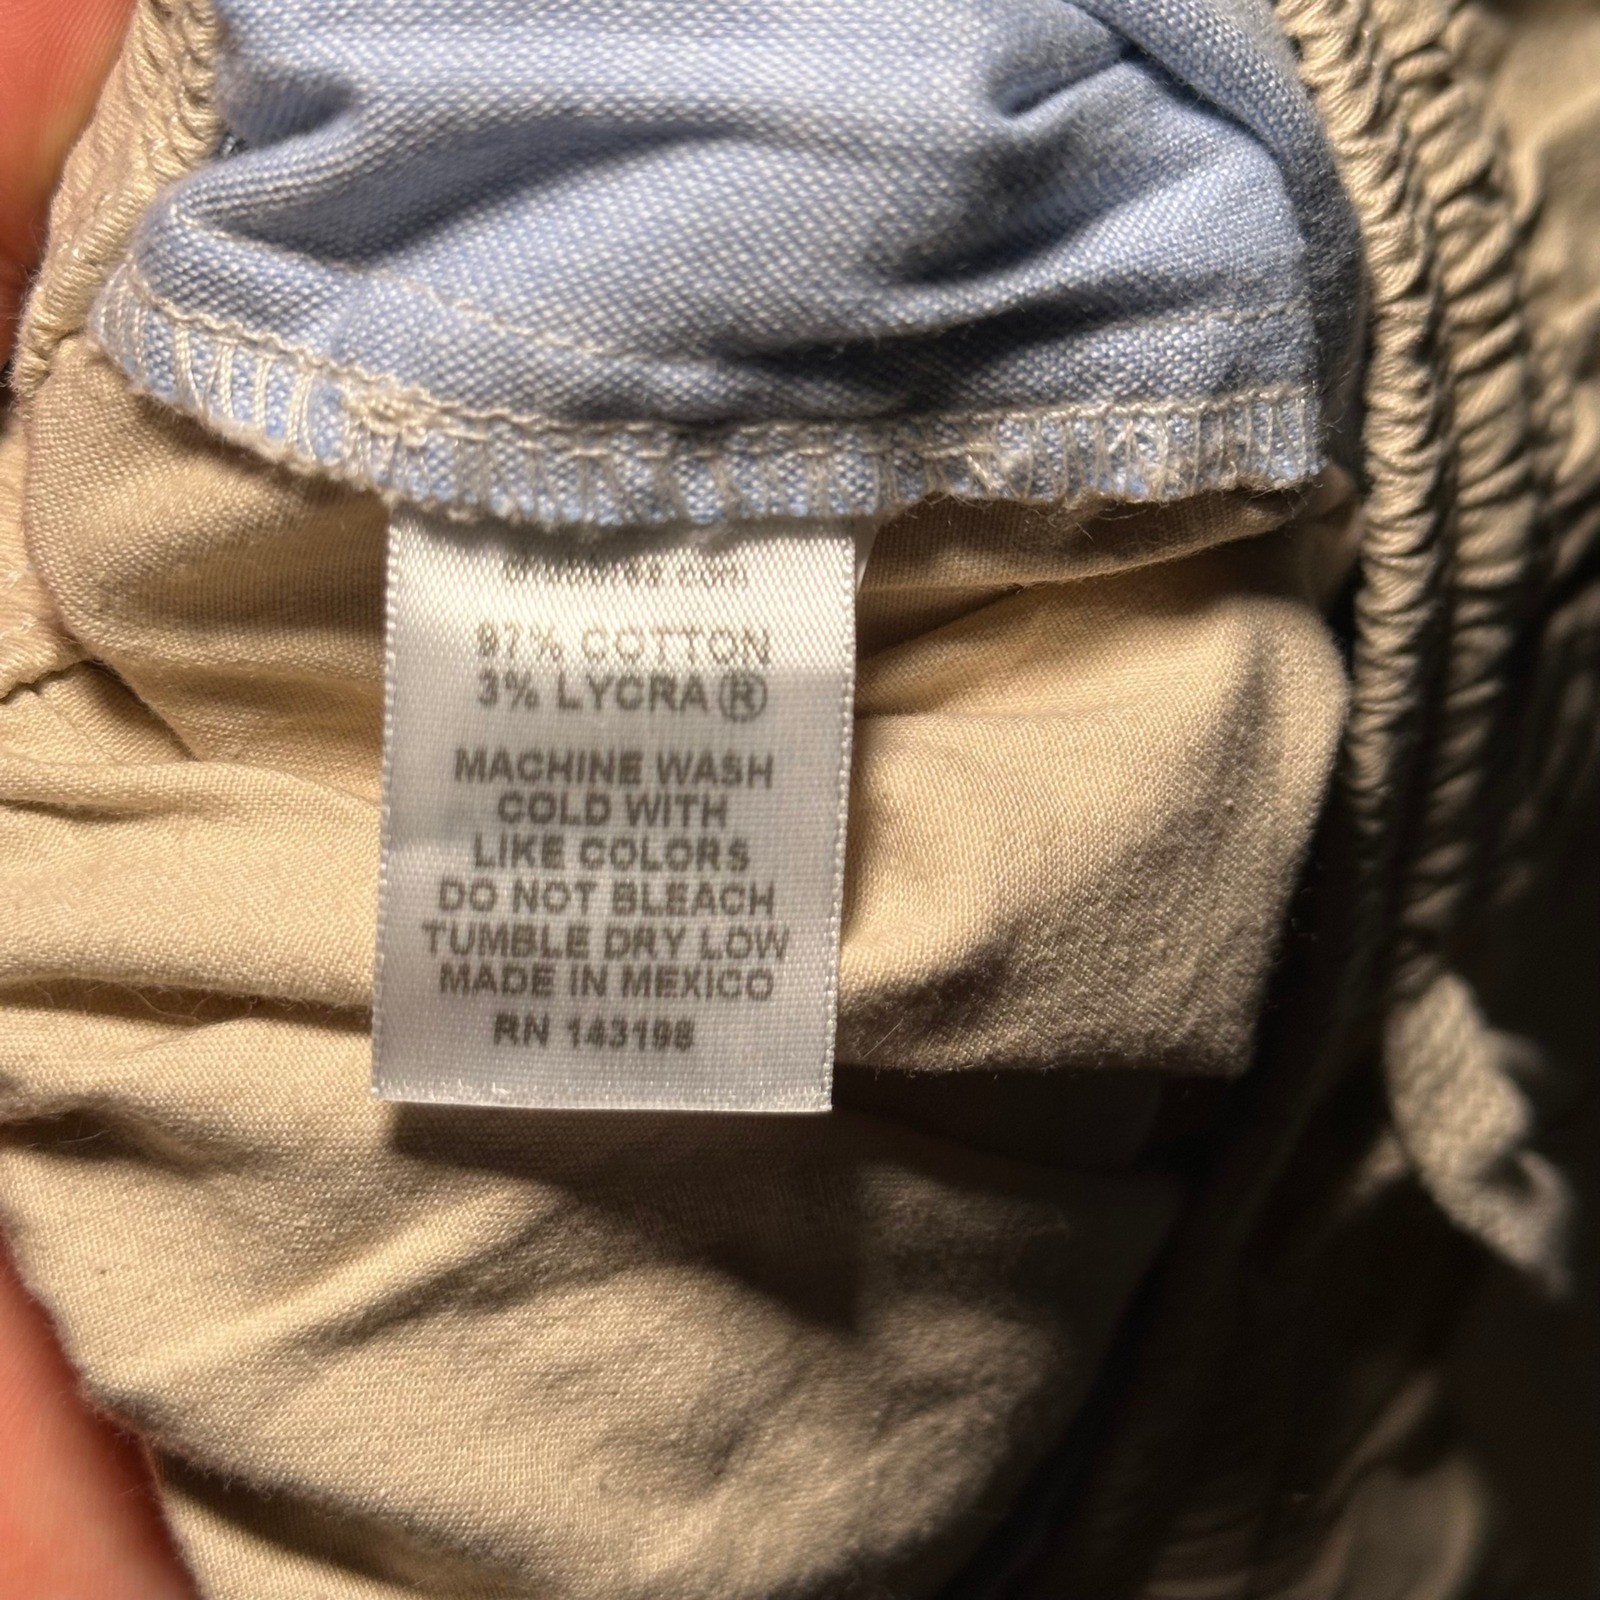 97% COTTON
3% LYCRA®
MACHINE WASH
COLD WITH
LIKE COLORS
DO NOT BLEACH
TUMBLE DRY LOW
MADE IN MEXICO
RN 143198